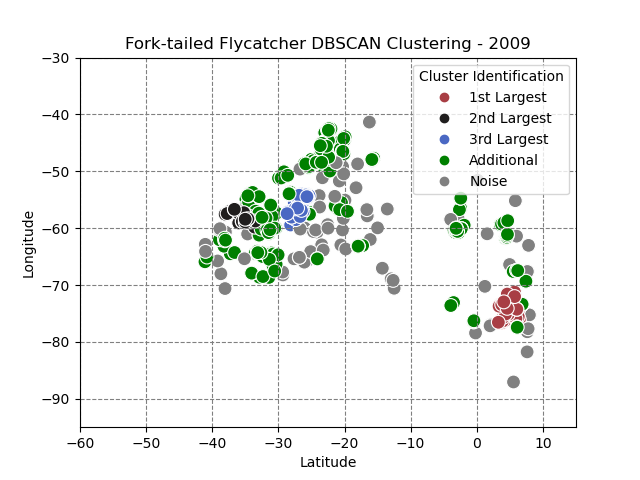 Fork-tailed Flycatcher DBSCAN Clustering - 2009
Cluster Identification
1st Largest
2nd Largest
3rd Largest
Additional
Noise
−30
−40
−50
−60
−70
−80
−90
Longitude
−60 −50 −40 −30 −20 −10 0 10
Latitude